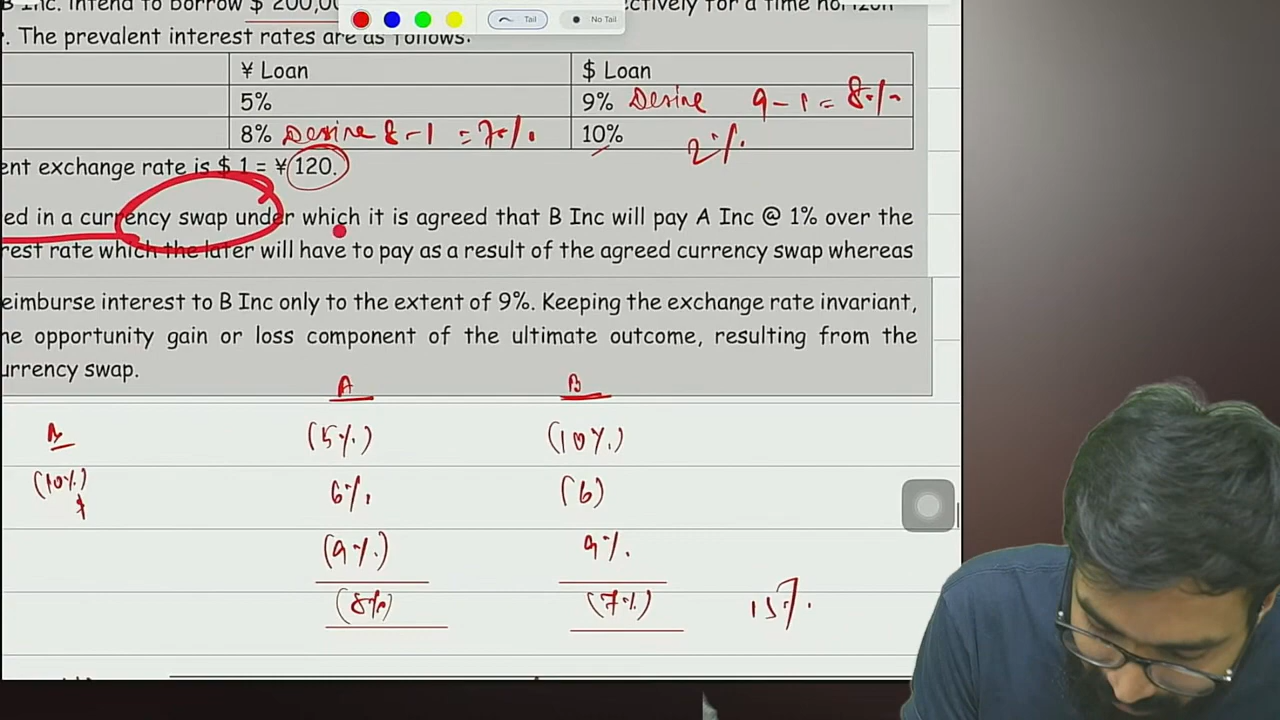 B Inc. intend to borrow $ 200,00
Tail
No Tail
ectively for a time horizon
. The prevalent interest rates are as follows:
¥ Loan $ Loan
5% 9% Desire 9-1 = 8%
8% Desire 8-1 = 7% 10% 2%
ent exchange rate is $ 1 = ¥ 120.
ed in a currency swap under which it is agreed that B Inc will pay A Inc @ 1% over the
rest rate which the later will have to pay as a result of the agreed currency swap whereas
eimburse interest to B Inc only to the extent of 9%. Keeping the exchange rate invariant,
he opportunity gain or loss component of the ultimate outcome, resulting from the
urrency swap.
A B
(5%) (10%)
(10%) $
6% (6)
(9%) 9%
(8%) (7%) 15%